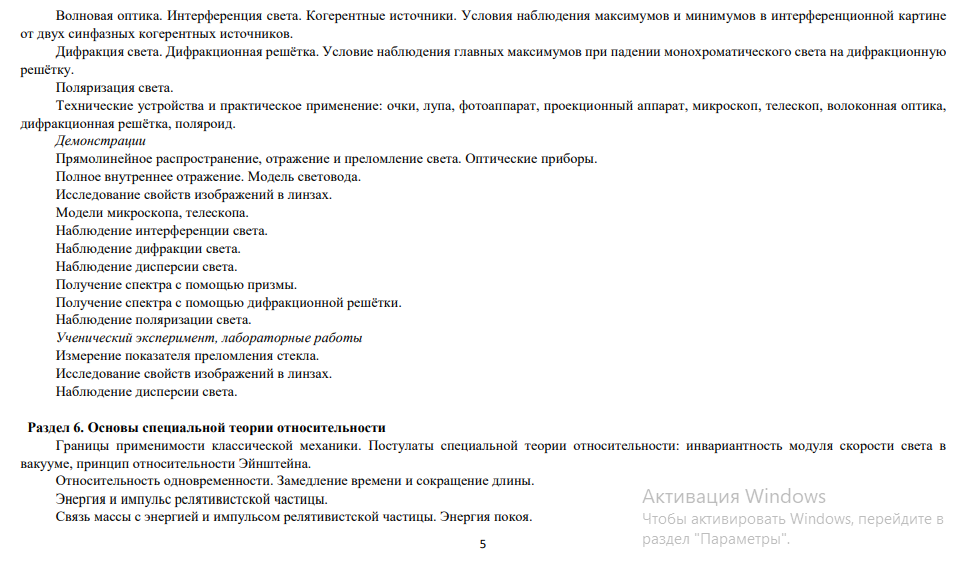 Волновая оптика. Интерференция света. Когерентные источники. Условия наблюдения максимумов и минимумов в интерференционной картине
от двух синфазных когерентных источников.
Дифракция света. Дифракционная решётка. Условие наблюдения главных максимумов при падении монохроматического света на дифракционную
решётку.
Поляризация света.
Технические устройства и практическое применение: очки, лупа, фотоаппарат, проекционный аппарат, микроскоп, телескоп, волоконная оптика,
дифракционная решётка, поляроид.
Демонстрации
Прямолинейное распространение, отражение и преломление света. Оптические приборы.
Полное внутреннее отражение. Модель световода.
Исследование свойств изображений в линзах.
Модели микроскопа, телескопа.
Наблюдение интерференции света.
Наблюдение дифракции света.
Наблюдение дисперсии света.
Получение спектра с помощью призмы.
Получение спектра с помощью дифракционной решётки.
Наблюдение поляризации света.
Ученический эксперимент, лабораторные работы
Измерение показателя преломления стекла.
Исследование свойств изображений в линзах.
Наблюдение дисперсии света.
Раздел 6. Основы специальной теории относительности
Границы применимости классической механики. Постулаты специальной теории относительности: инвариантность модуля скорости света в
вакууме, принцип относительности Эйнштейна.
Относительность одновременности. Замедление времени и сокращение длины.
Энергия и импульс релятивистской частицы.
Связь массы с энергией и импульсом релятивистской частицы. Энергия покоя.
5
Активация Windows
Чтобы активировать Windows, перейдите в
раздел "Параметры".